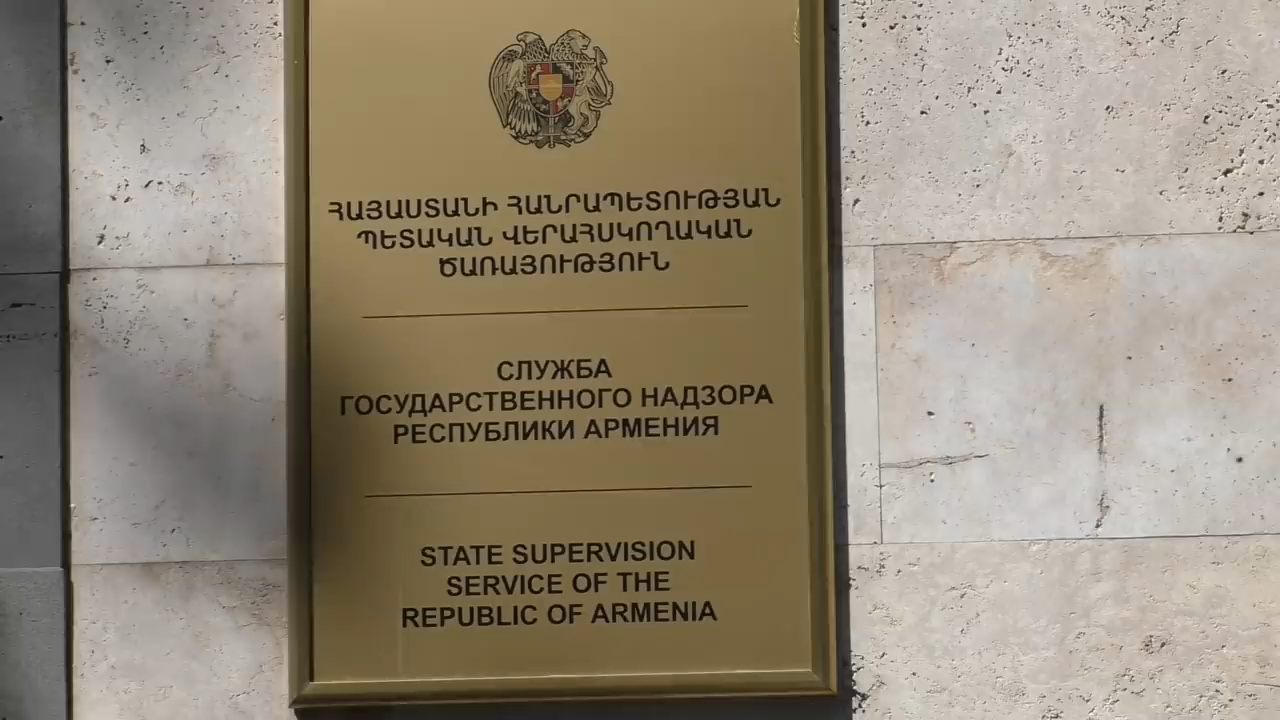 ՀԱՅԱՍՏԱՆԻ ՀԱՆՐԱՊԵՏՈՒԹՅԱՆ
ՊԵՏԱԿԱՆ ՎԵՐԱՀՍԿՈՂԱԿԱՆ
ԾԱՌԱՅՈՒԹՅՈՒՆ
СЛУЖБА
ГОСУДАРСТВЕННОГО НАДЗОРА
РЕСПУБЛИКИ АРМЕНИЯ
STATE SUPERVISION
SERVICE OF THE
REPUBLIC OF ARMENIA